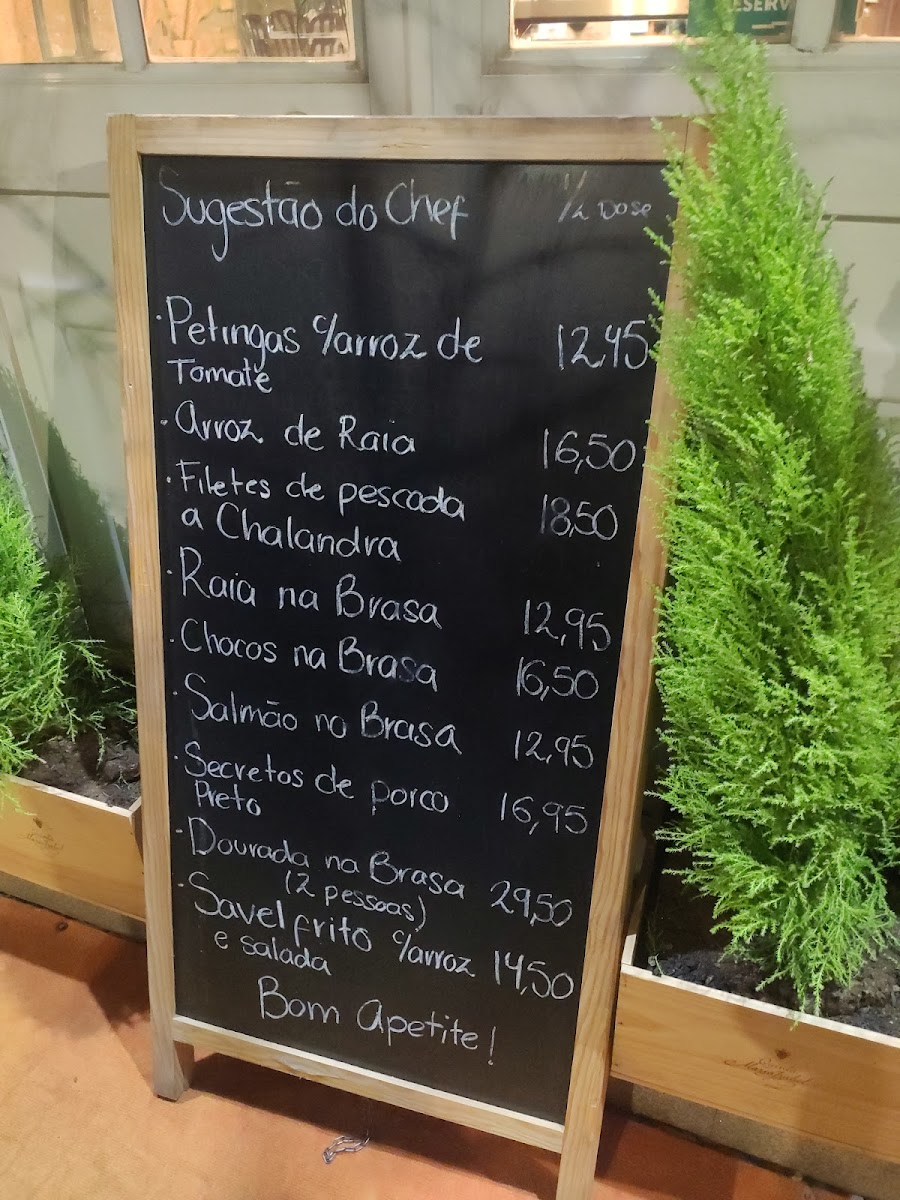 ESERV
Sugestão do Chef 1/2 Dose
· Petingas c/arroz de 12,45
Tomate
· Arroz de Raia 16,50
· Filetes de pescada 18,50
a Chalandra
· Raia na Brasa 12,95
· Chocos na Brasa 16,50
· Salmão no Brasa 12,95
· Secretos de porco 16,95
Preto
· Dourada na Brasa 29,50
(2 pessoas)
· Savel frito c/arroz 14,50
e salada
Bom Apetite!